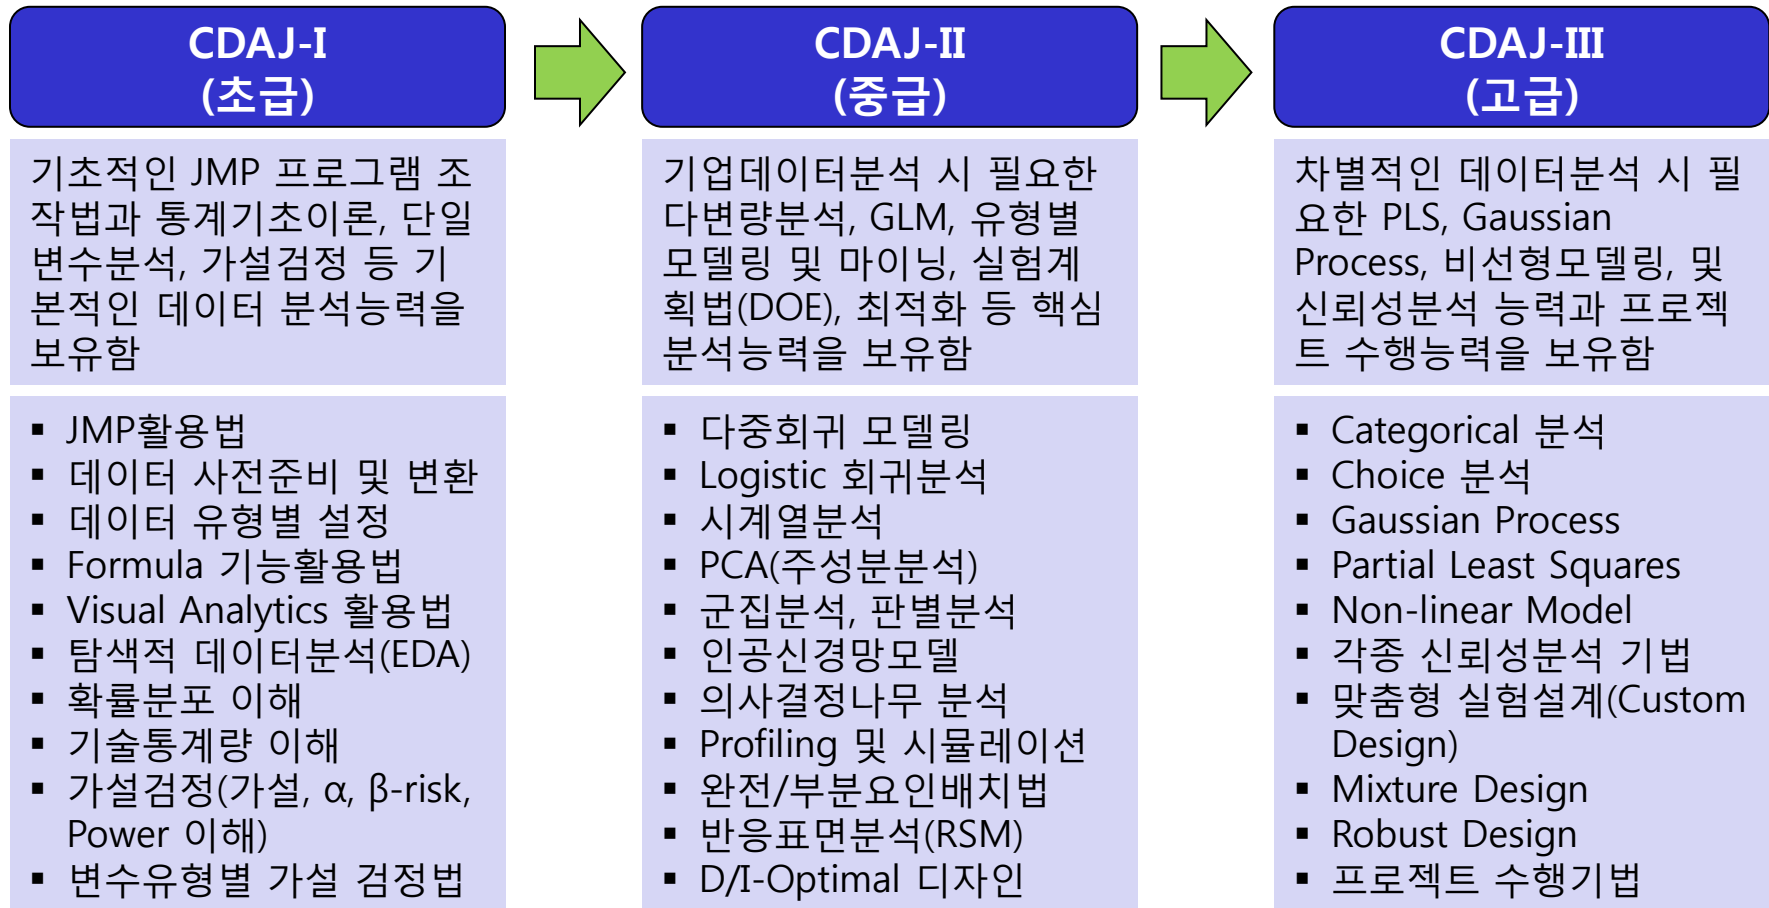 CDAJ-I
(초급)
기초적인 JMP 프로그램 조
작법과 통계기초이론, 단일
변수분석, 가설검정 등 기
본적인 데이터 분석능력을
보유함
▪ JMP활용법
▪ 데이터 사전준비 및 변환
▪ 데이터 유형별 설정
▪ Formula 기능활용법
▪ Visual Analytics 활용법
▪ 탐색적 데이터분석(EDA)
▪ 확률분포 이해
▪ 기술통계량 이해
▪ 가설검정(가설, α, β-risk,
Power 이해)
▪ 변수유형별 가설 검정법
CDAJ-II
(중급)
기업데이터분석 시 필요한
다변량분석, GLM, 유형별
모델링 및 마이닝, 실험계
획법(DOE), 최적화 등 핵심
분석능력을 보유함
▪ 다중회귀 모델링
▪ Logistic 회귀분석
▪ 시계열분석
▪ PCA(주성분분석)
▪ 군집분석, 판별분석
▪ 인공신경망모델
▪ 의사결정나무 분석
▪ Profiling 및 시뮬레이션
▪ 완전/부분요인배치법
▪ 반응표면분석(RSM)
▪ D/I-Optimal 디자인
CDAJ-III
(고급)
차별적인 데이터분석 시 필
요한 PLS, Gaussian
Process, 비선형모델링, 및
신뢰성분석 능력과 프로젝
트 수행능력을 보유함
▪ Categorical 분석
▪ Choice 분석
▪ Gaussian Process
▪ Partial Least Squares
▪ Non-linear Model
▪ 각종 신뢰성분석 기법
▪ 맞춤형 실험설계(Custom
Design)
▪ Mixture Design
▪ Robust Design
▪ 프로젝트 수행기법